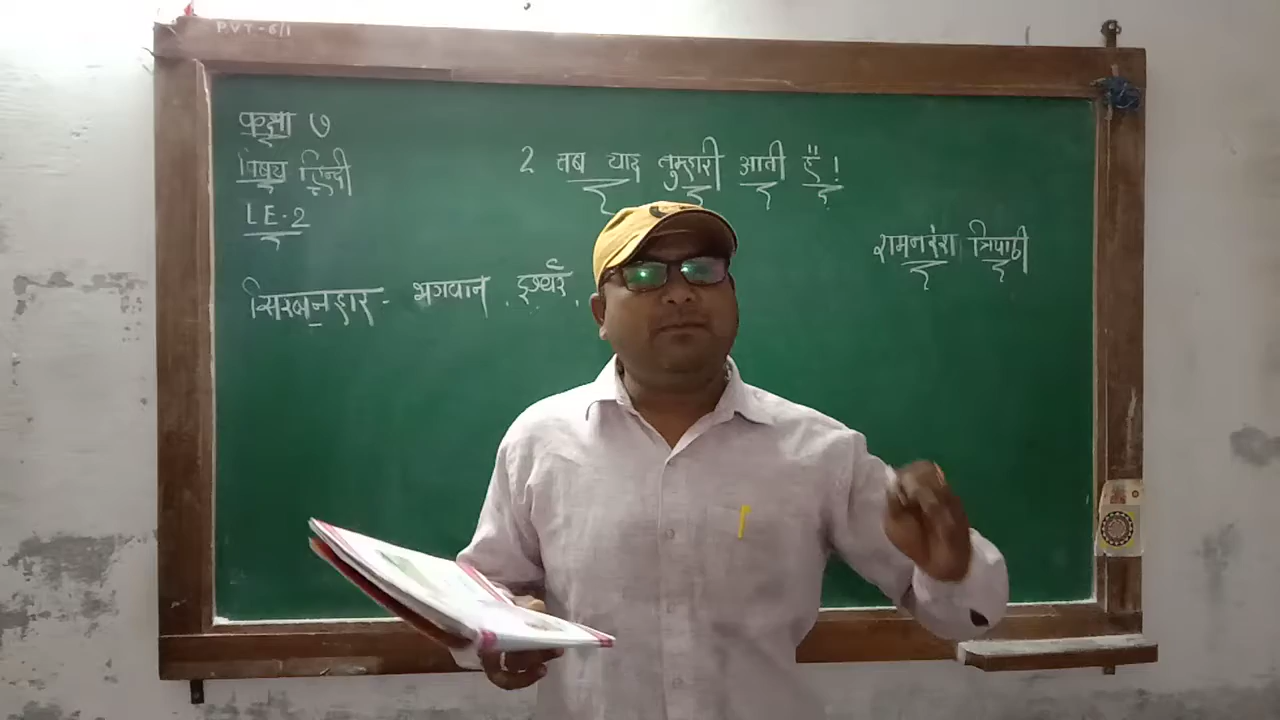 PVT-6/1
कक्षा ७
विषय हिन्दी
LE-2
2 तब याद तुम्हारी आती हैं!
रामनरेश त्रिपाठी
सिरजनहार - भगवान, ईश्वर,